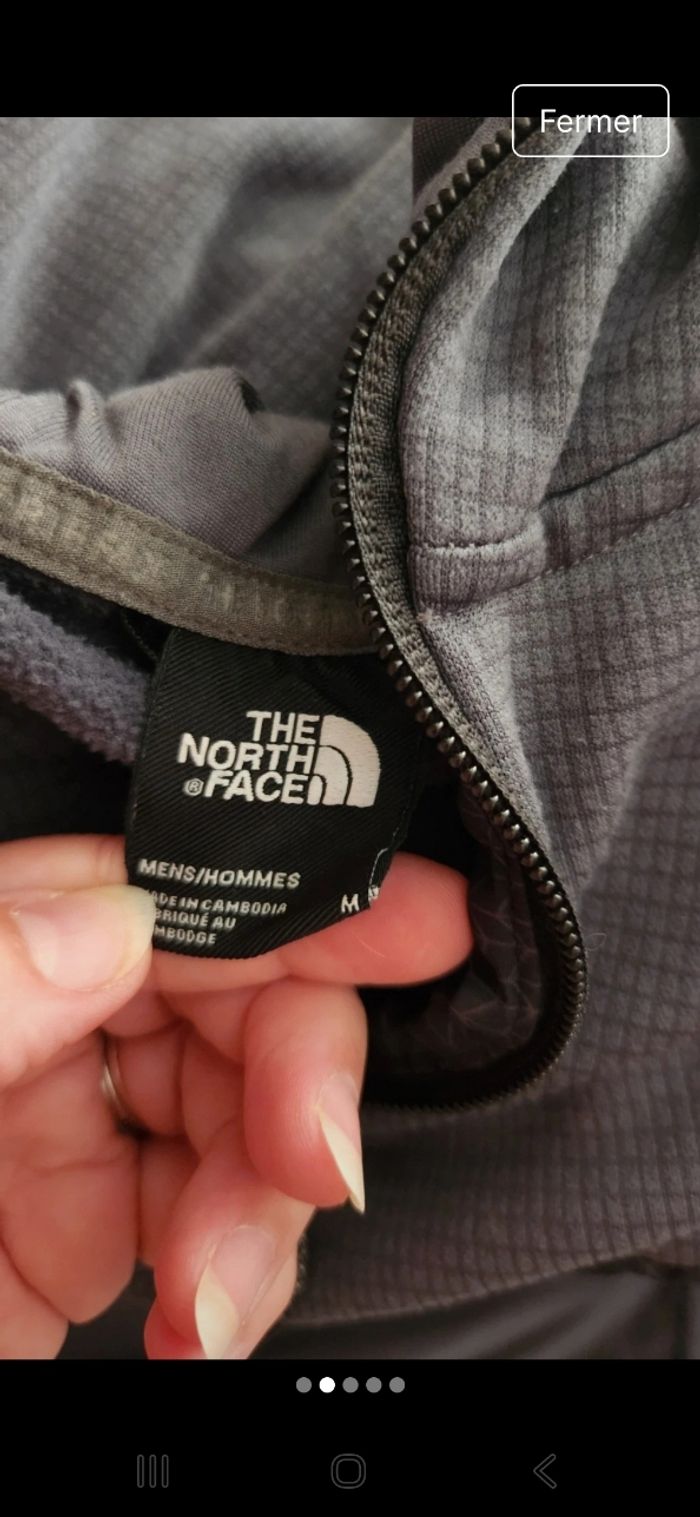 Fermer
THE
NORTH
®FACE
MENS/HOMMES
M
ADE IN CAMBODIA
BRIQUÉ AU
MBODGE